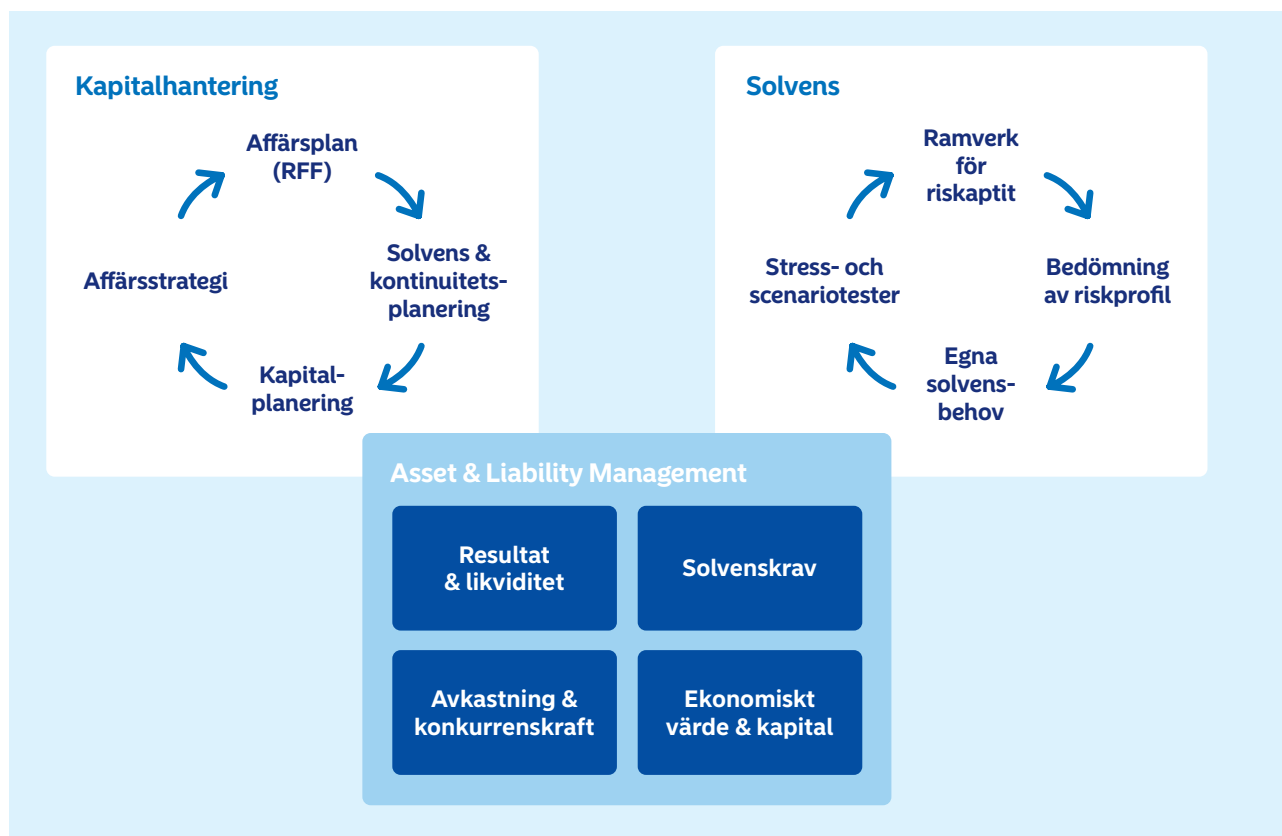 Kapitalhantering
Affärsplan
(RFF)
Solvens &
kontinuitets-
planering
Kapital-
planering
Affärsstrategi
Solvens
Ramverk
för
riskaptit
Bedömning
av riskprofil
Egna
solvens-
behov
Stress- och
scenariotester
Asset & Liability Management
Resultat
& likviditet
Solvenskrav
Avkastning &
konkurrenskraft
Ekonomiskt
värde & kapital